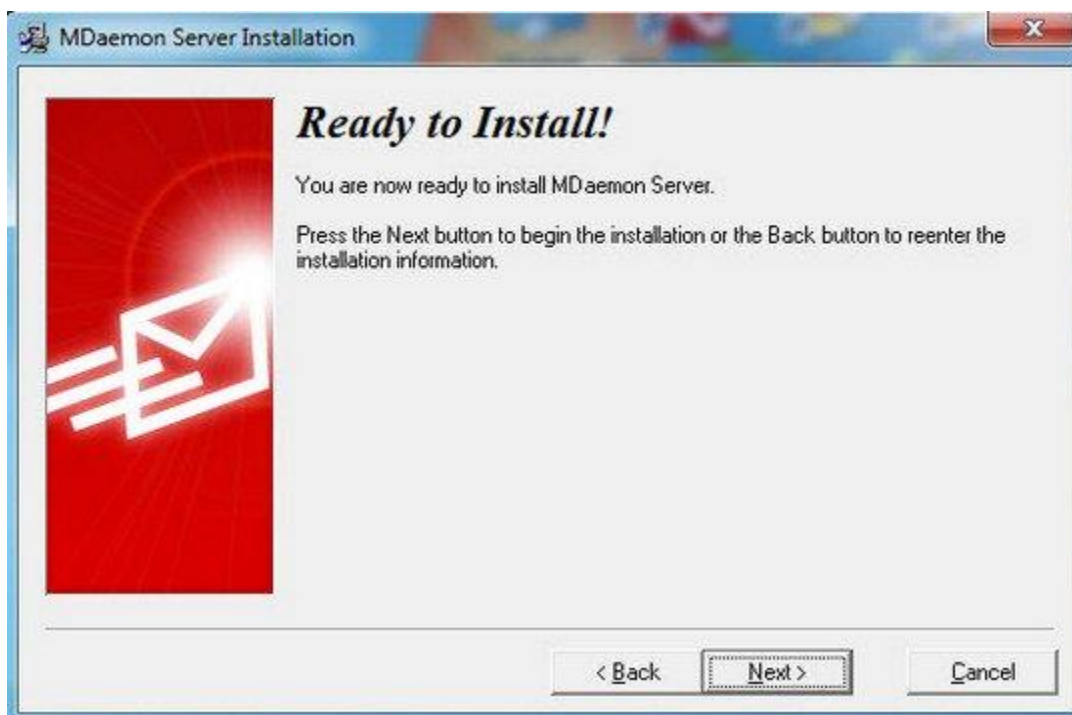 MDaemon Server Installation
Ready to Install!
You are now ready to install MDaemon Server.
Press the Next button to begin the installation or the Back button to reenter the
installation information.
< Back Next > Cancel